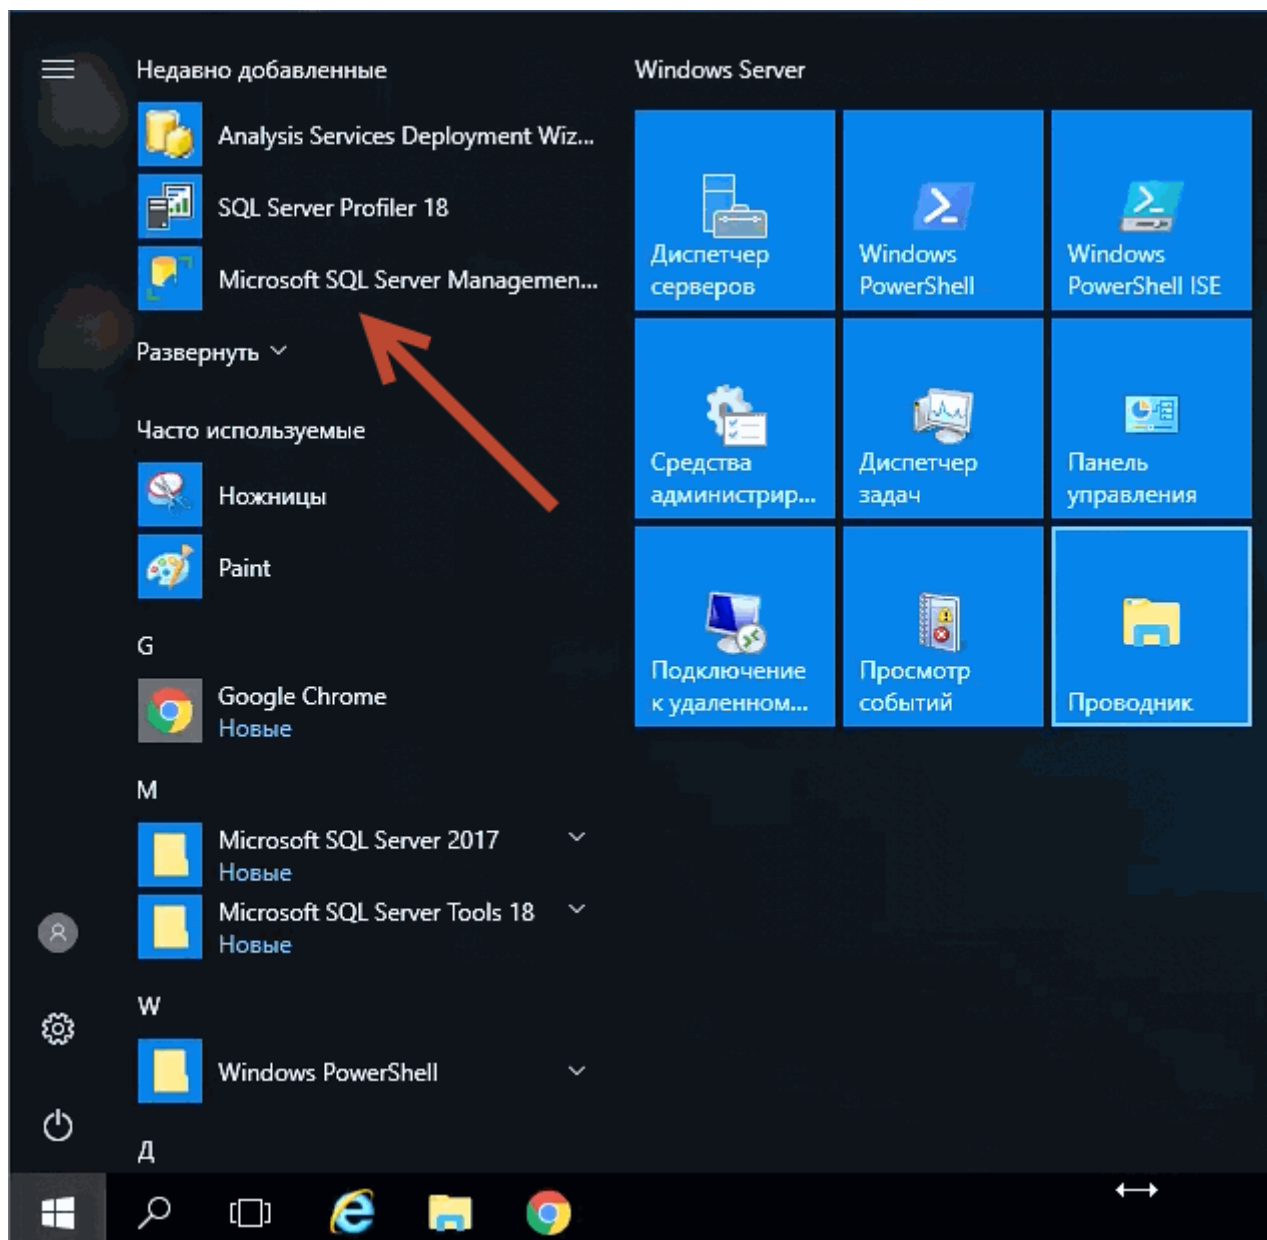 Недавно добавленные
Analysis Services Deployment Wiz...
SQL Server Profiler 18
Microsoft SQL Server Managemen...
Развернуть
Часто используемые
Ножницы
Paint
G
Google Chrome
Новые
M
Microsoft SQL Server 2017
Новые
Microsoft SQL Server Tools 18
Новые
W
Windows PowerShell
Д
Windows Server
Диспетчер
серверов
Windows
PowerShell
Windows
PowerShell ISE
Средства
администрир...
Диспетчер
задач
Панель
управления
Подключение
к удаленном...
Просмотр
событий
Проводник